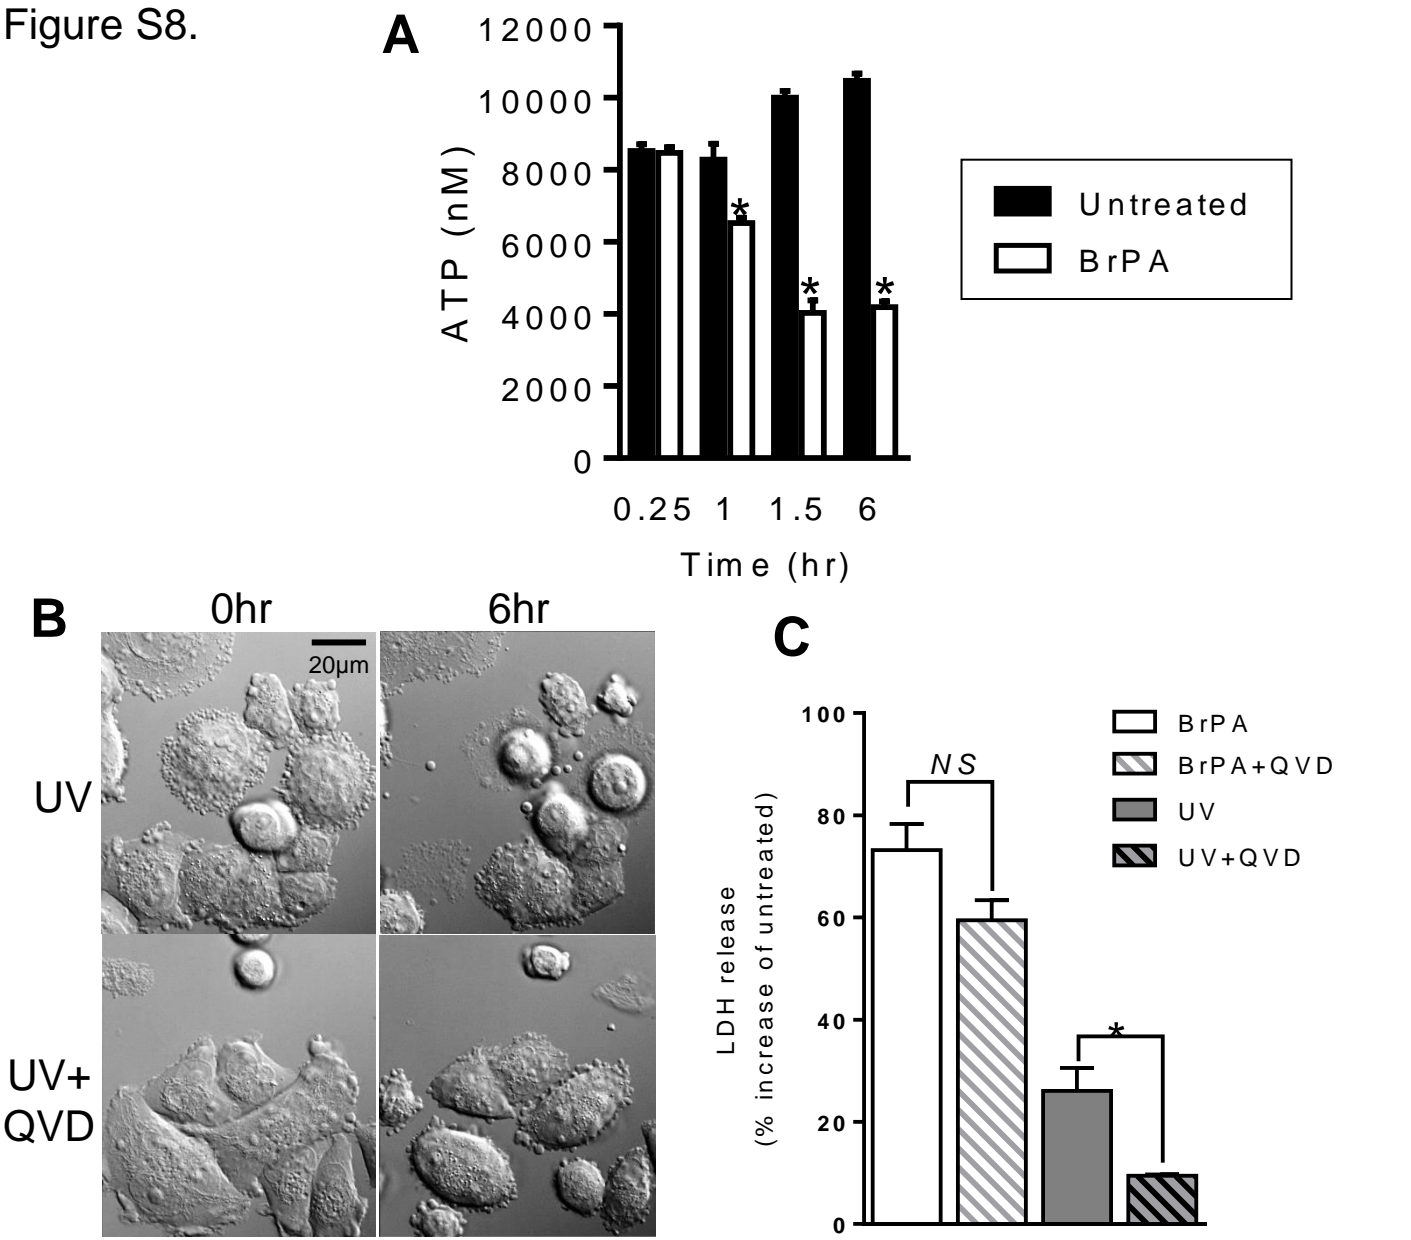 Figure S8.
A
12000
10000
8000
6000
4000
2000
0
ATP (nM)
*
*
*
0.25 1 1.5 6
Time (hr)
Untreated
BrPA
B
0hr 6hr
20µm
UV
UV+
QVD
C
100
80
60
40
20
0
LDH release
(% increase of untreated)
NS
*
BrPA
BrPA+QVD
UV
UV+QVD